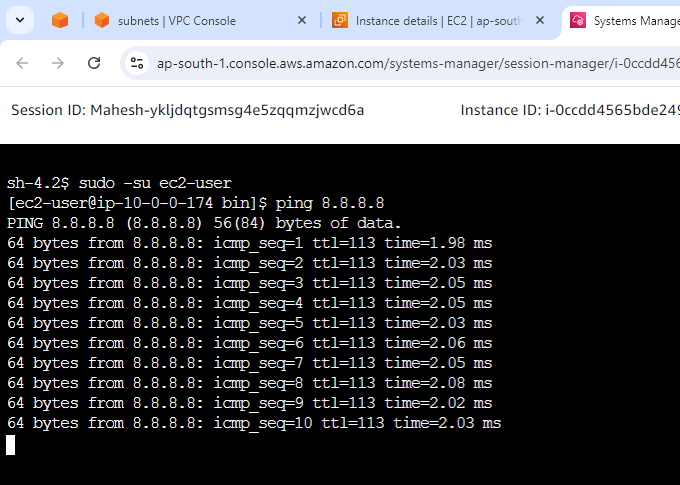 subnets | VPC Console
Instance details | EC2 | ap-south
Systems Manage
ap-south-1.console.aws.amazon.com/systems-manager/session-manager/i-0ccdd456
Session ID: Mahesh-ykljdqtgsmsg4e5zqqmzjwcd6a
Instance ID: i-0ccdd4565bde249
sh-4.2$ sudo -su ec2-user
[ec2-user@ip-10-0-0-174 bin]$ ping 8.8.8.8
PING 8.8.8.8 (8.8.8.8) 56(84) bytes of data.
64 bytes from 8.8.8.8: icmp_seq=1 ttl=113 time=1.98 ms
64 bytes from 8.8.8.8: icmp_seq=2 ttl=113 time=2.03 ms
64 bytes from 8.8.8.8: icmp_seq=3 ttl=113 time=2.05 ms
64 bytes from 8.8.8.8: icmp_seq=4 ttl=113 time=2.05 ms
64 bytes from 8.8.8.8: icmp_seq=5 ttl=113 time=2.03 ms
64 bytes from 8.8.8.8: icmp_seq=6 ttl=113 time=2.06 ms
64 bytes from 8.8.8.8: icmp_seq=7 ttl=113 time=2.05 ms
64 bytes from 8.8.8.8: icmp_seq=8 ttl=113 time=2.08 ms
64 bytes from 8.8.8.8: icmp_seq=9 ttl=113 time=2.02 ms
64 bytes from 8.8.8.8: icmp_seq=10 ttl=113 time=2.03 ms